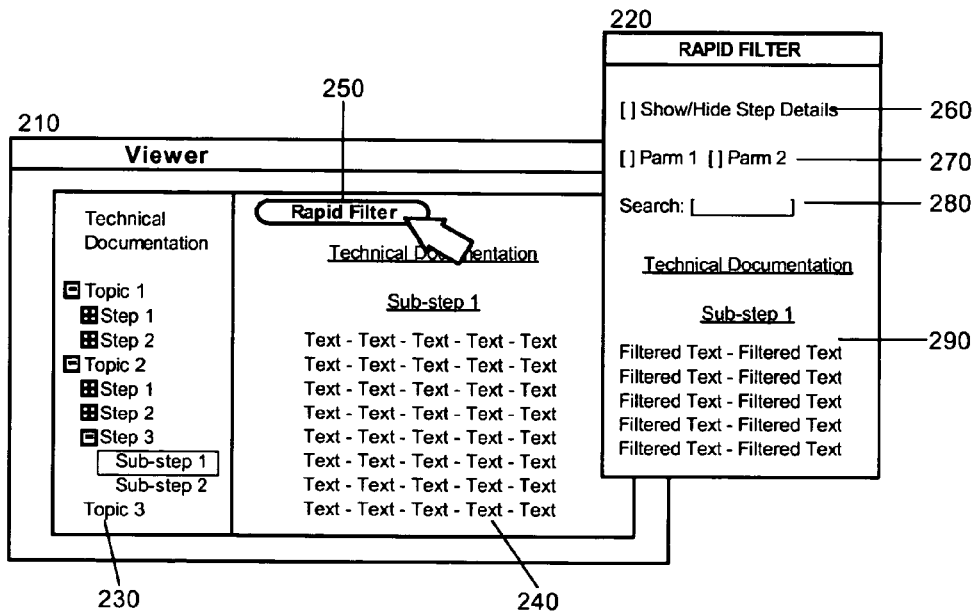 220
RAPID FILTER
250
[ ] Show/Hide Step Details
260
210
Viewer
[ ] Parm 1 [ ] Parm 2
270
Rapid Filter
Search: [__________]
280
Technical
Documentation
Technical Documentation
Technical Documentation
Topic 1
Step 1
Step 2
Topic 2
Step 1
Step 2
Step 3
Sub-step 1
Sub-step 2
Topic 3
Sub-step 1
Text - Text - Text - Text - Text
Text - Text - Text - Text - Text
Text - Text - Text - Text - Text
Text - Text - Text - Text - Text
Text - Text - Text - Text - Text
Text - Text - Text - Text - Text
Text - Text - Text - Text - Text
Text - Text - Text - Text - Text
Sub-step 1
290
Filtered Text - Filtered Text
Filtered Text - Filtered Text
Filtered Text - Filtered Text
Filtered Text - Filtered Text
Filtered Text - Filtered Text
230
240